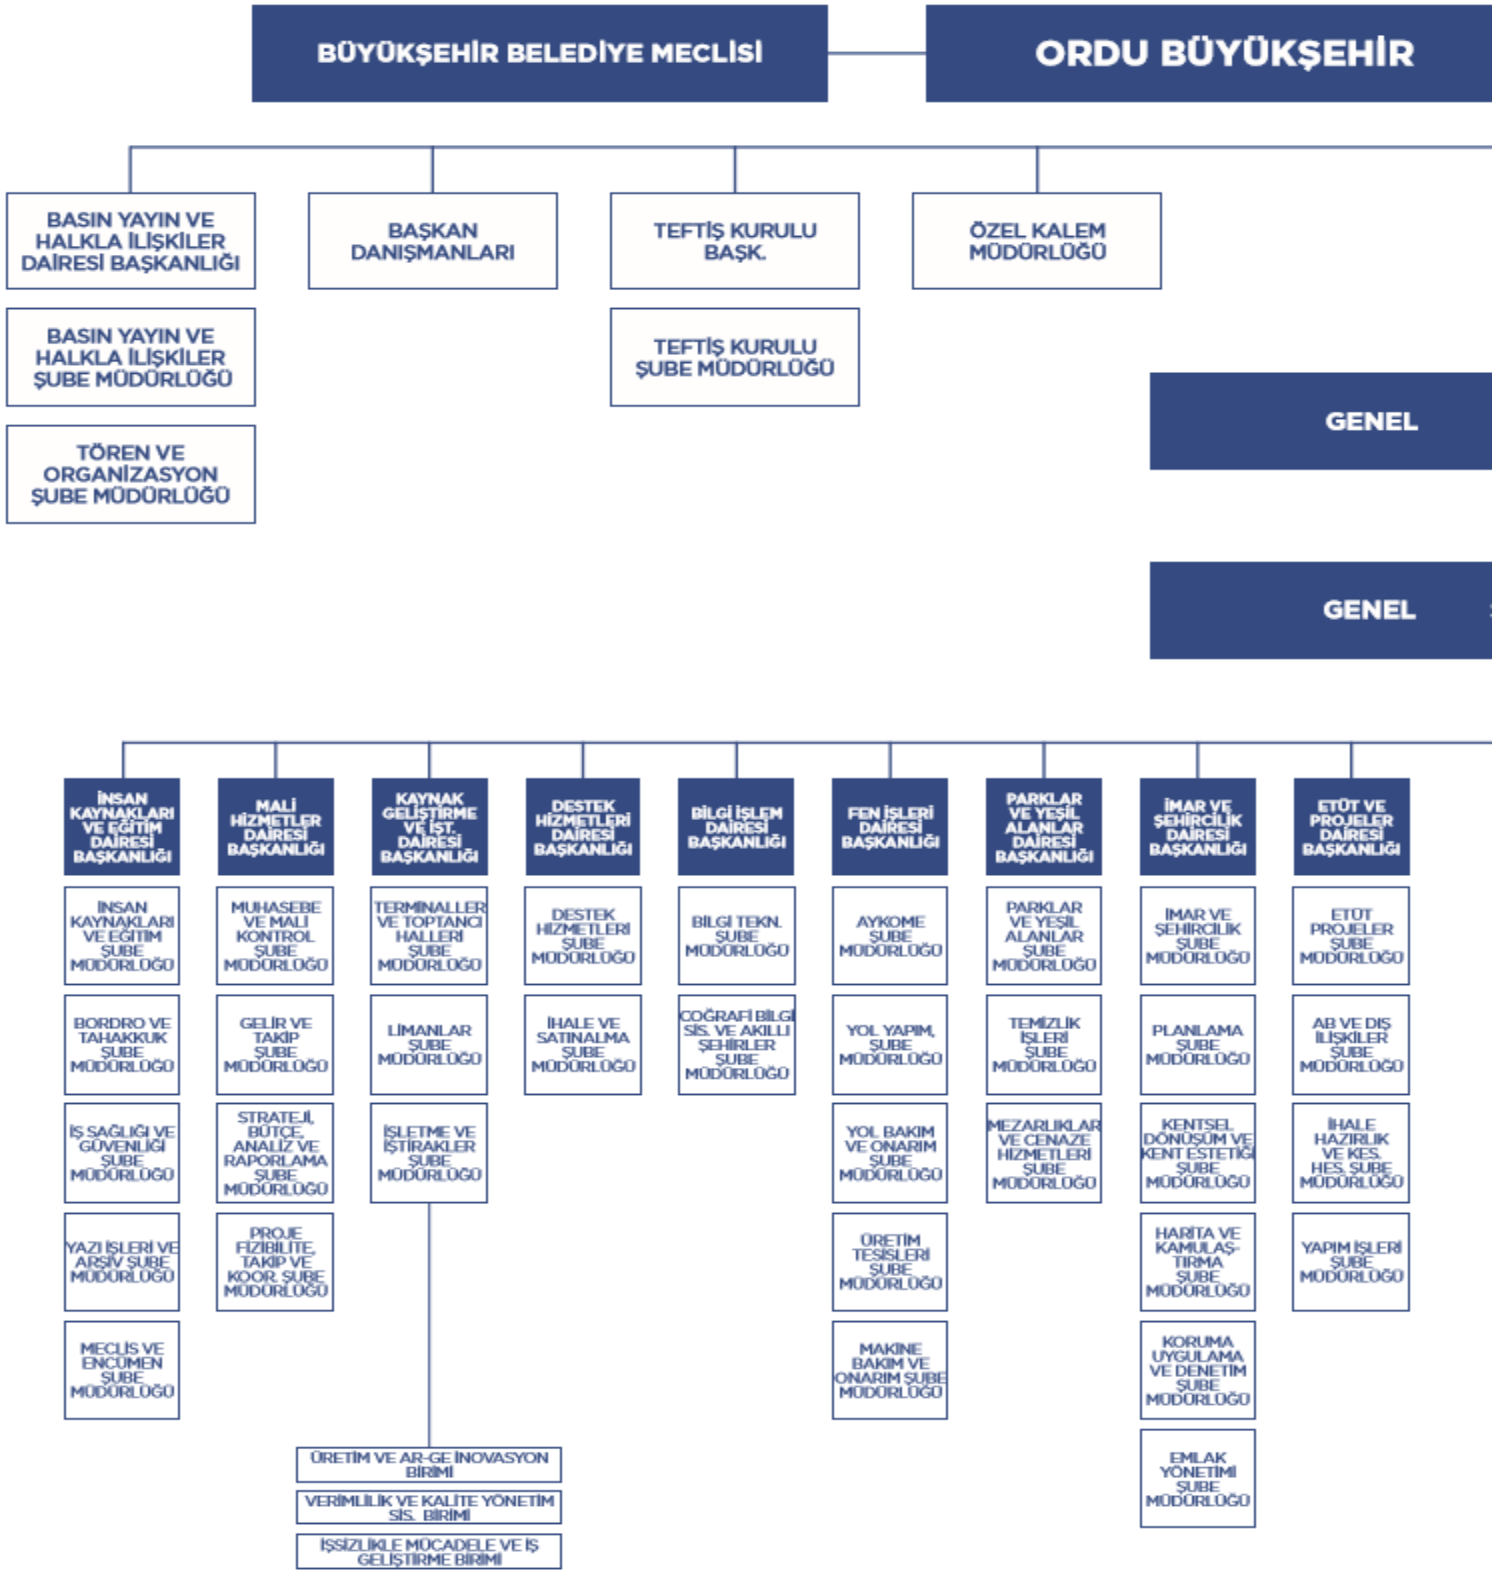 BÜYÜKŞEHİR BELEDİYE MECLİSİ
ORDU BÜYÜKŞEHİR
BASIN YAYIN VE
HALKLA İLİŞKİLER
DAİRESİ BAŞKANLIĞI
BAŞKAN
DANIŞMANLARI
TEFTİŞ KURULU
BAŞK.
ÖZEL KALEM
MÜDÜRLÜĞÜ
BASIN YAYIN VE
HALKLA İLİŞKİLER
ŞUBE MÜDÜRLÜĞÜ
TEFTİŞ KURULU
ŞUBE MÜDÜRLÜĞÜ
TÖREN VE
ORGANİZASYON
ŞUBE MÜDÜRLÜĞÜ
GENEL
GENEL
İNSAN
KAYNAKLARI
VE EĞİTİM
DAİRESİ
BAŞKANLIĞI
İNSAN
KAYNAKLARI
VE EĞİTİM
ŞUBE
MÜDÜRLÜĞÜ
BORDRO VE
TAHAKKUK
ŞUBE
MÜDÜRLÜĞÜ
İŞ SAĞLIĞI VE
GÜVENLİĞİ
ŞUBE
MÜDÜRLÜĞÜ
YAZI İŞLERİ VE
ARŞİV ŞUBE
MÜDÜRLÜĞÜ
MECLİS VE
ENCÜMEN
ŞUBE
MÜDÜRLÜĞÜ
MALİ
HİZMETLER
DAİRESİ
BAŞKANLIĞI
MUHASEBE
VE MALİ
KONTROL
ŞUBE
MÜDÜRLÜĞÜ
GELİR VE
TAKİP
ŞUBE
MÜDÜRLÜĞÜ
STRATEJİ,
BÜTÇE,
ANALİZ VE
RAPORLAMA
ŞUBE
MÜDÜRLÜĞÜ
PROJE
FİZİBİLİTE,
TAKİP VE
KOOR. ŞUBE
MÜDÜRLÜĞÜ
KAYNAK
GELİŞTİRME
VE İŞT.
DAİRESİ
BAŞKANLIĞI
TERMİNALLER
VE TOPTANCI
HALLERİ
ŞUBE
MÜDÜRLÜĞÜ
LİMANLAR
ŞUBE
MÜDÜRLÜĞÜ
İŞLETME VE
İŞTİRAKLER
ŞUBE
MÜDÜRLÜĞÜ
ÜRETİM VE AR-GE İNOVASYON
BİRİMİ
VERİMLİLİK VE KALİTE YÖNETİM
SİS. BİRİMİ
İŞSİZLİKLE MÜCADELE VE İŞ
GELİŞTİRME BİRİMİ
DESTEK
HİZMETLERİ
DAİRESİ
BAŞKANLIĞI
DESTEK
HİZMETLERİ
ŞUBE
MÜDÜRLÜĞÜ
İHALE VE
SATINALMA
ŞUBE
MÜDÜRLÜĞÜ
BİLGİ İŞLEM
DAİRESİ
BAŞKANLIĞI
BİLGİ TEKN.
ŞUBE
MÜDÜRLÜĞÜ
COĞRAFİ BİLGİ
SİS. VE AKILLI
ŞEHİRLER
ŞUBE
MÜDÜRLÜĞÜ
FEN İŞLERİ
DAİRESİ
BAŞKANLIĞI
AYKOME
ŞUBE
MÜDÜRLÜĞÜ
YOL YAPIM,
ŞUBE
MÜDÜRLÜĞÜ
YOL BAKIM
VE ONARIM
ŞUBE
MÜDÜRLÜĞÜ
ÜRETİM
TESİSLERİ
ŞUBE
MÜDÜRLÜĞÜ
MAKİNE
BAKIM VE
ONARIM ŞUBE
MÜDÜRLÜĞÜ
PARKLAR
VE YEŞİL
ALANLAR
DAİRESİ
BAŞKANLIĞI
PARKLAR
VE YEŞİL
ALANLAR
ŞUBE
MÜDÜRLÜĞÜ
TEMİZLİK
İŞLERİ
ŞUBE
MÜDÜRLÜĞÜ
MEZARLIKLAR
VE CENAZE
HİZMETLERİ
ŞUBE
MÜDÜRLÜĞÜ
İMAR VE
ŞEHİRCİLİK
DAİRESİ
BAŞKANLIĞI
İMAR VE
ŞEHİRCİLİK
ŞUBE
MÜDÜRLÜĞÜ
PLANLAMA
ŞUBE
MÜDÜRLÜĞÜ
KENTSEL
DÖNÜŞÜM VE
KENT ESTETİĞİ
ŞUBE
MÜDÜRLÜĞÜ
HARİTA VE
KAMULAŞ-
TIRMA
ŞUBE
MÜDÜRLÜĞÜ
KORUMA
UYGULAMA
VE DENETİM
ŞUBE
MÜDÜRLÜĞÜ
EMLAK
YÖNETİMİ
ŞUBE
MÜDÜRLÜĞÜ
ETÜT VE
PROJELER
DAİRESİ
BAŞKANLIĞI
ETÜT
PROJELER
ŞUBE
MÜDÜRLÜĞÜ
AB VE DIŞ
İLİŞKİLER
ŞUBE
MÜDÜRLÜĞÜ
İHALE
HAZIRLIK
VE KES.
HES. ŞUBE
MÜDÜRLÜĞÜ
YAPIM İŞLERİ
ŞUBE
MÜDÜRLÜĞÜ